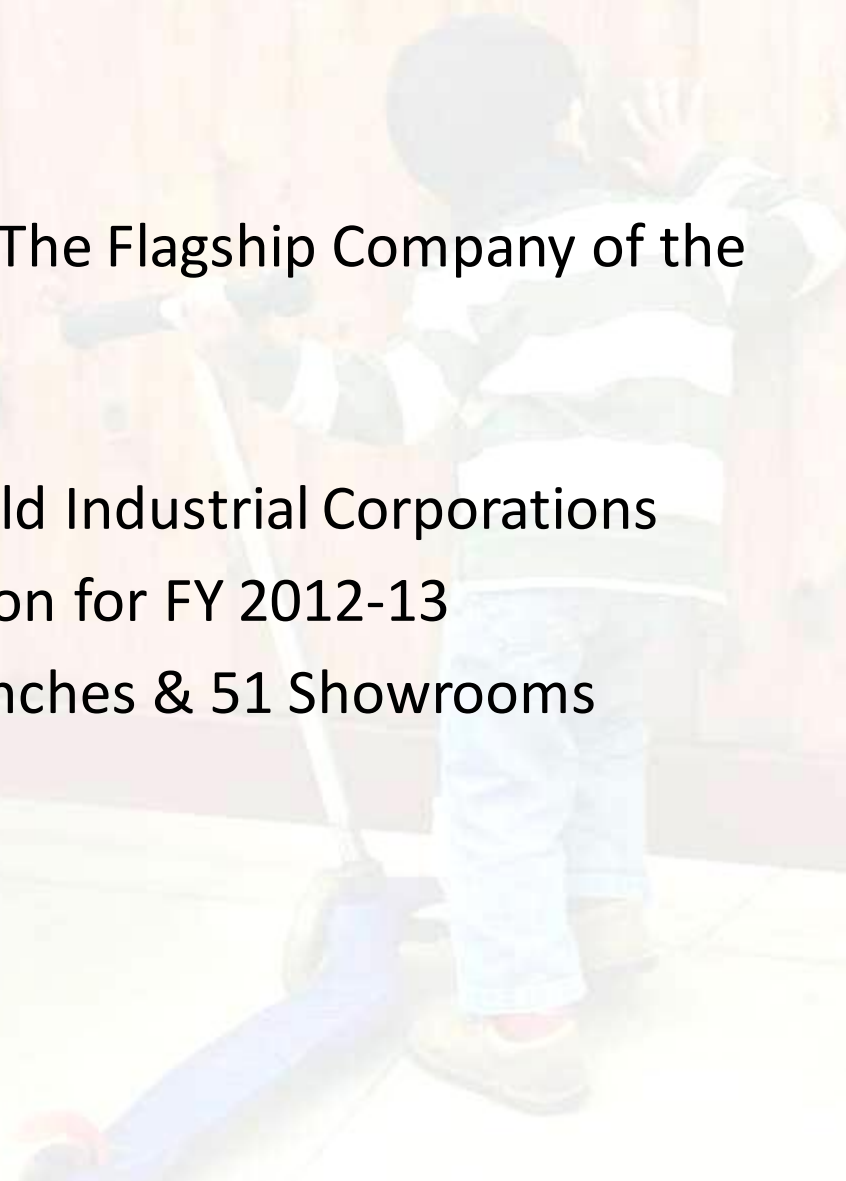 The Flagship Company of the
ld Industrial Corporations
on for FY 2012-13
nches & 51 Showrooms